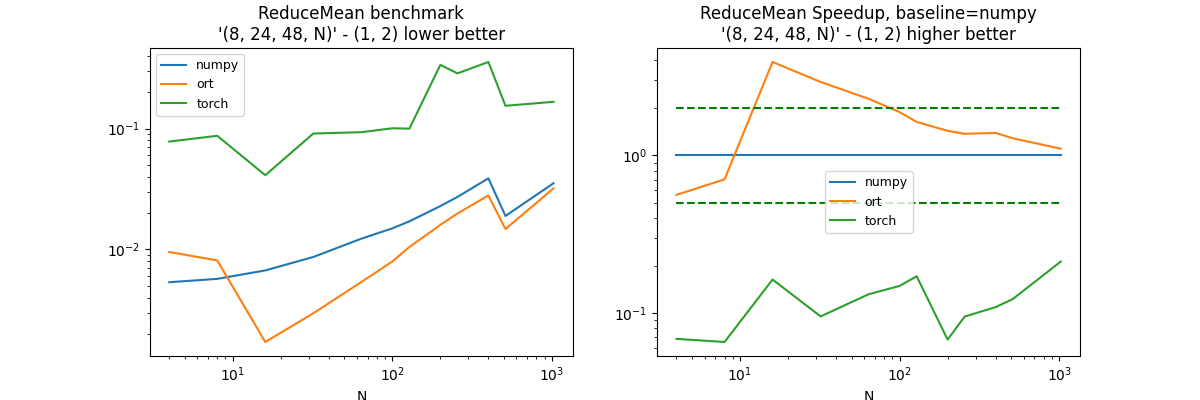 ReduceMean benchmark
'(8, 24, 48, N)' - (1, 2) lower better
numpy
ort
torch
10⁻¹
10⁻²
10¹
10²
10³
N
ReduceMean Speedup, baseline=numpy
'(8, 24, 48, N)' - (1, 2) higher better
10⁰
numpy
ort
torch
10⁻¹
10¹
10²
10³
N